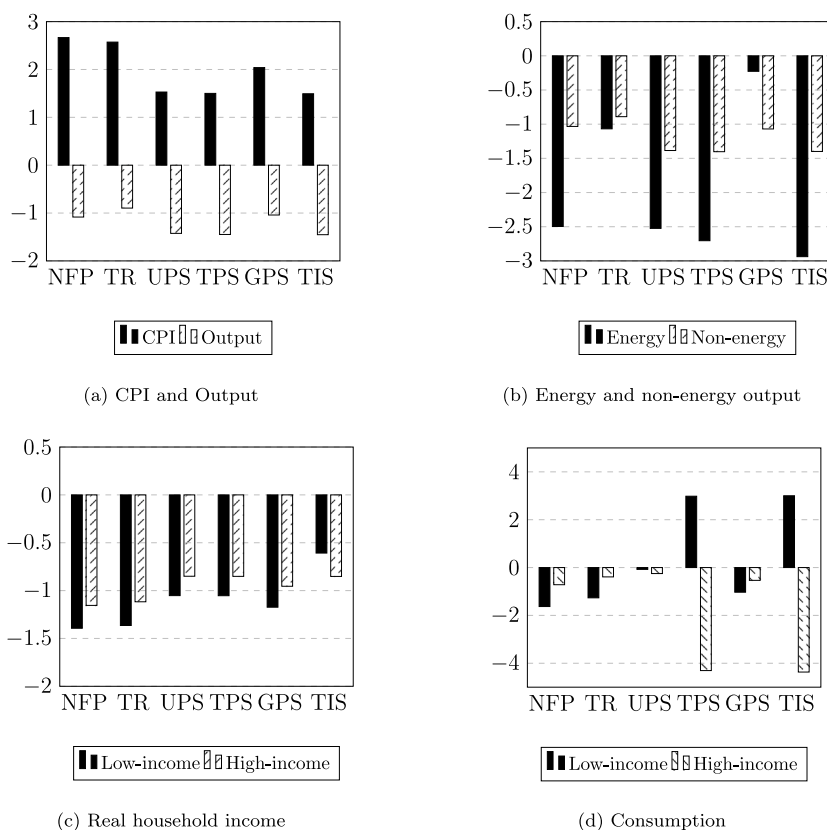 3
2
1
0
−1
−2
NFP TR UPS TPS GPS TIS
CPI Output
(a) CPI and Output
0.5
0
−0.5
−1
−1.5
−2
−2.5
−3
NFP TR UPS TPS GPS TIS
Energy Non-energy
(b) Energy and non-energy output
0.5
0
−0.5
−1
−1.5
−2
NFP TR UPS TPS GPS TIS
Low-income High-income
(c) Real household income
4
2
0
−2
−4
NFP TR UPS TPS GPS TIS
Low-income High-income
(d) Consumption